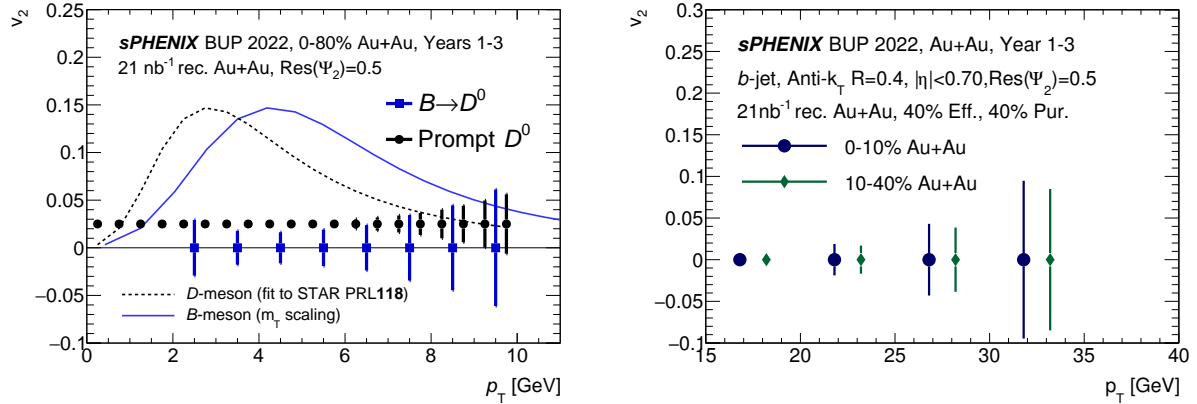 v2
0.2
0.15
0.1
0.05
0
−0.05
−0.1
0 2 4 6 8 10
pT [GeV]
sPHENIX BUP 2022, 0-80% Au+Au, Years 1-3
21 nb-1 rec. Au+Au, Res(Ψ2)=0.5
B→D0
Prompt D0
D-meson (fit to STAR PRL118)
B-meson (mT scaling)
v2
0.3
0.25
0.2
0.15
0.1
0.05
0
−0.05
−0.1
15 20 25 30 35 40
pT [GeV]
sPHENIX BUP 2022, Au+Au, Year 1-3
b-jet, Anti-kT R=0.4, |η|<0.70,Res(Ψ2)=0.5
21nb-1 rec. Au+Au, 40% Eff., 40% Pur.
0-10% Au+Au
10-40% Au+Au